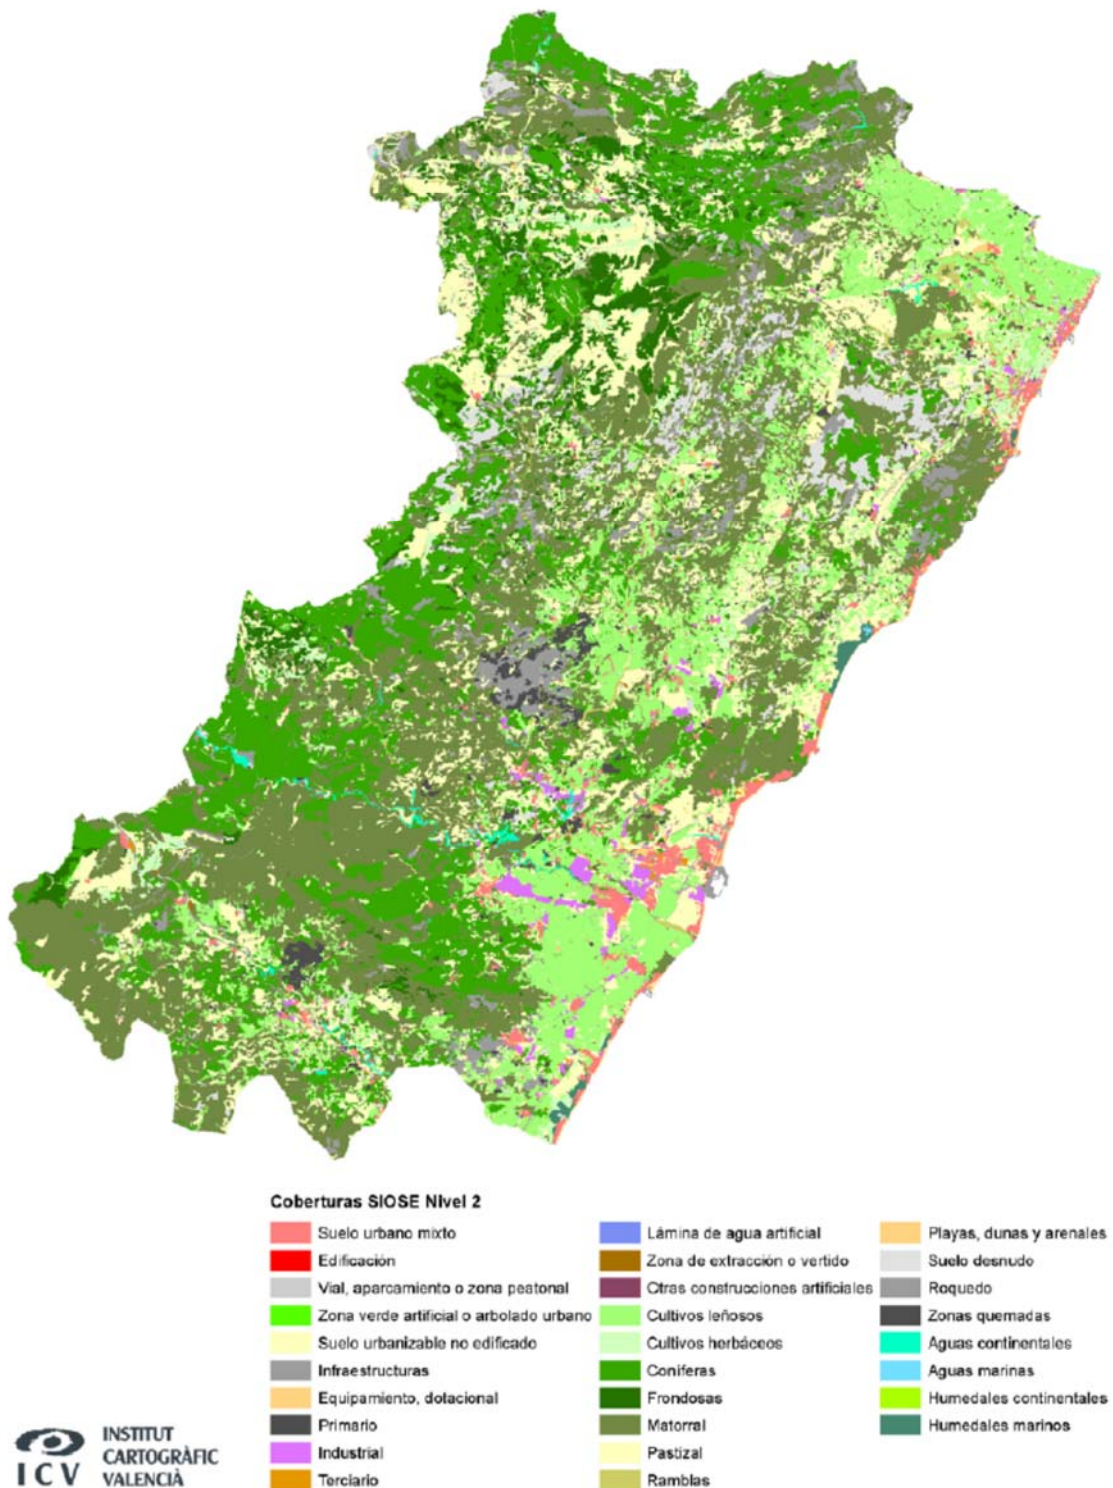 Coberturas SIOSE Nivel 2
Suelo urbano mixto
Edificación
Vial, aparcamiento o zona peatonal
Zona verde artificial o arbolado urbano
Suelo urbanizable no edificado
Infraestructuras
Equipamiento, dotacional
Primario
Industrial
Terciario
Lámina de agua artificial
Zona de extracción o vertido
Otras construcciones artificiales
Cultivos leñosos
Cultivos herbáceos
Coníferas
Frondosas
Matorral
Pastizal
Ramblas
Playas, dunas y arenales
Suelo desnudo
Roquedo
Zonas quemadas
Aguas continentales
Aguas marinas
Humedales continentales
Humedales marinos
ICV
INSTITUT
CARTOGRÀFIC
VALENCIÀ